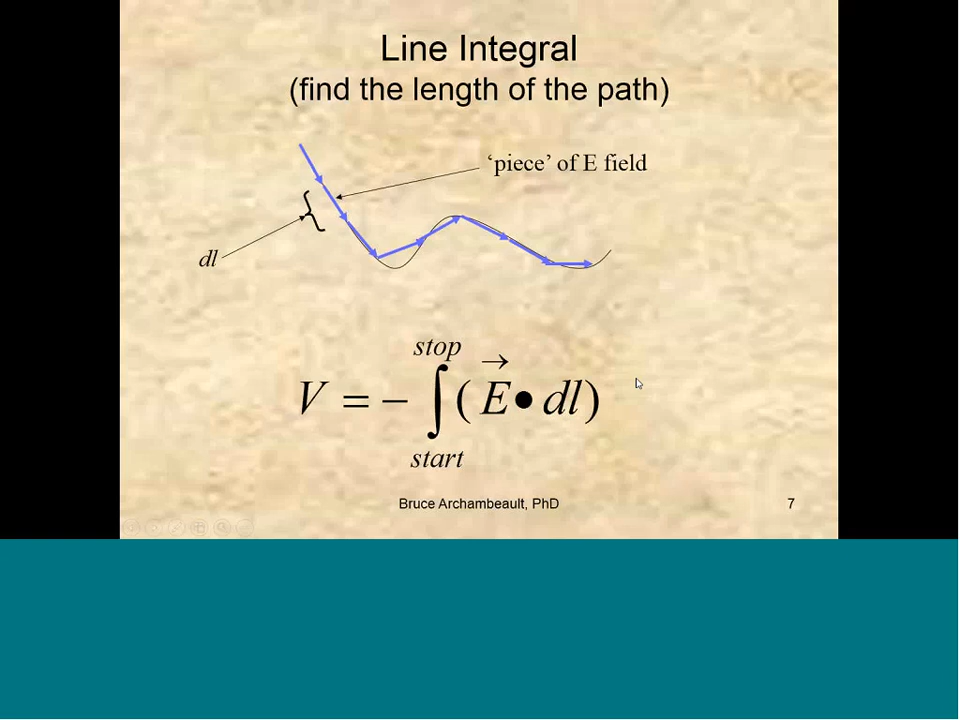 Line Integral
(find the length of the path)
‘piece’ of E field
dl
stop
V = − ∫ ( E • dl)
start
Bruce Archambeault, PhD
7